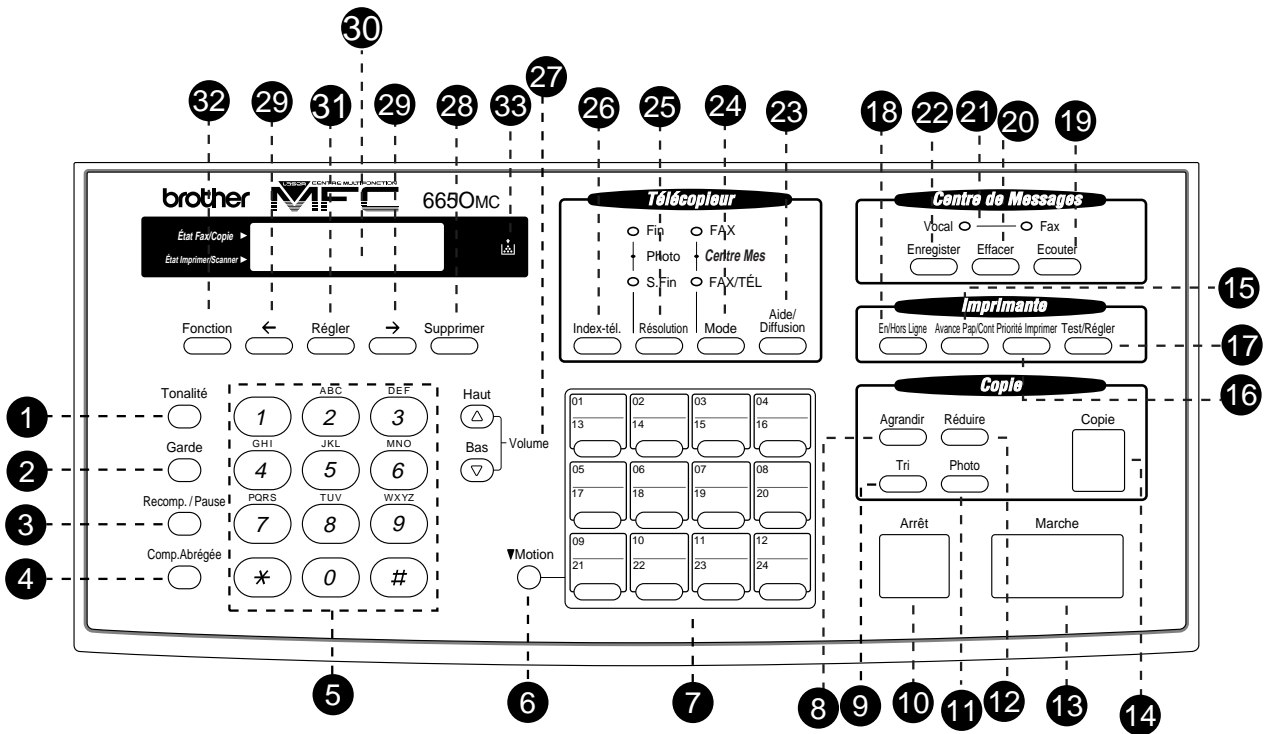 30
32 29 31 29 28 33 27 26 25 24 23 18 22 21 20 19
brother LASER CENTRE MULTIFONCTION MFC 6650MC
État Fax/Copie ►
État Imprimer/Scanner ►
Fonction ← Régler → Supprimer
Télécopieur
Fin FAX
Photo Centre Mes
S.Fin FAX/TÉL
Index-tél. Résolution Mode Aide/
Diffusion
Centre de Messages
Vocal Fax
Enregister Effacer Ecouter
15
Imprimante
En/Hors Ligne Avance Pap/Cont Priorité Imprimer Test/Régler
17
16
1 Tonalité
2 Garde
3 Recomp. / Pause
4 Comp.Abrégée
ABC DEF
1 2 3
GHI JKL MNO
4 5 6
PQRS TUV WXYZ
7 8 9
* 0 #
Haut
△
Volume
Bas
▽
▼Motion
01 02 03 04
13 14 15 16
05 06 07 08
17 18 19 20
09 10 11 12
21 22 23 24
Copie
Agrandir Réduire Copie
Tri Photo
Arrêt Marche
5 6 7 8 9 10 11 12 13 14